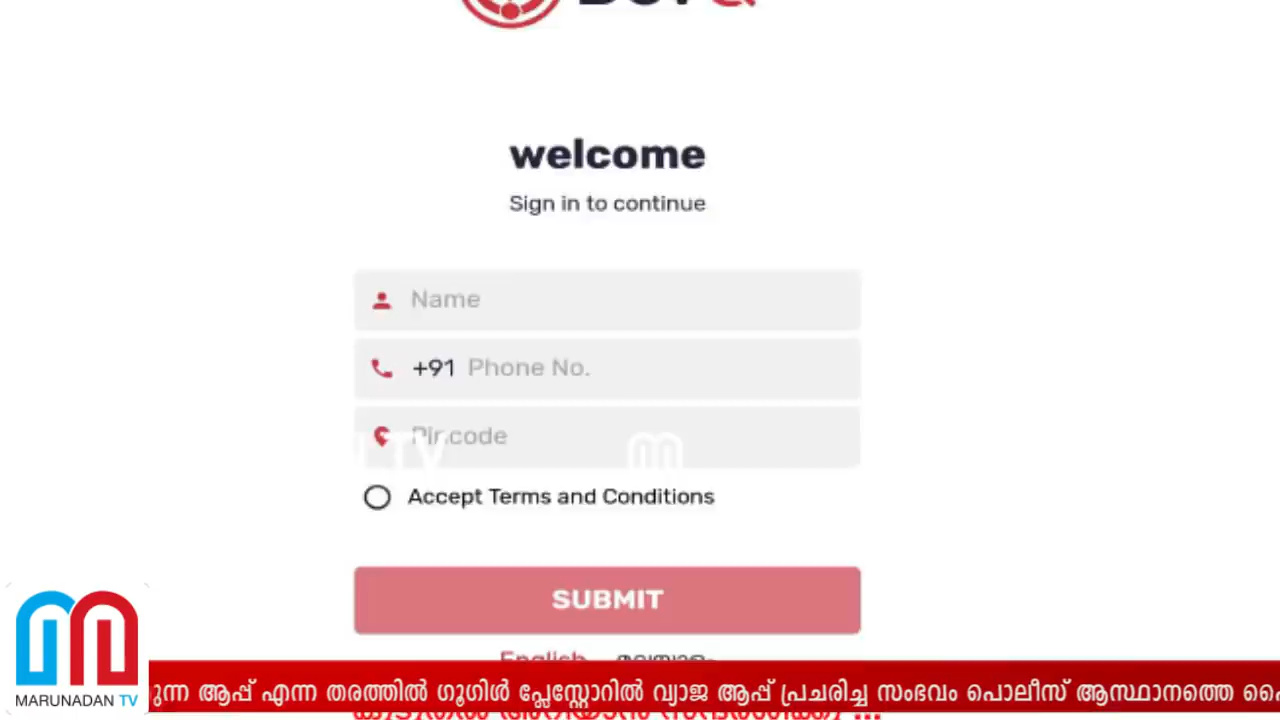 welcome
Sign in to continue
Name
+91 Phone No.
Pincode
Accept Terms and Conditions
SUBMIT
English മലയാളം
MARUNADAN TV
ആപ്പ് എന്ന തരത്തിൽ ഗൂഗിൾ പ്ലേസ്റ്റോറിൽ വ്യാജ ആപ്പ് പ്രചരിച്ച സംഭവം പൊലീസ് ആസ്ഥാനത്തെ